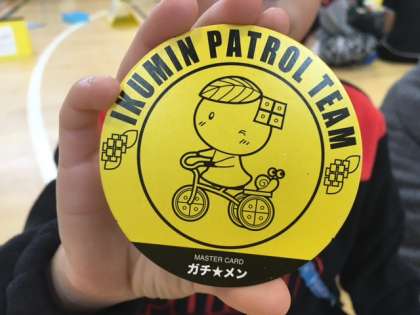 IKUMIN PATROL TEAM
MASTER CARD
ガチ★メン